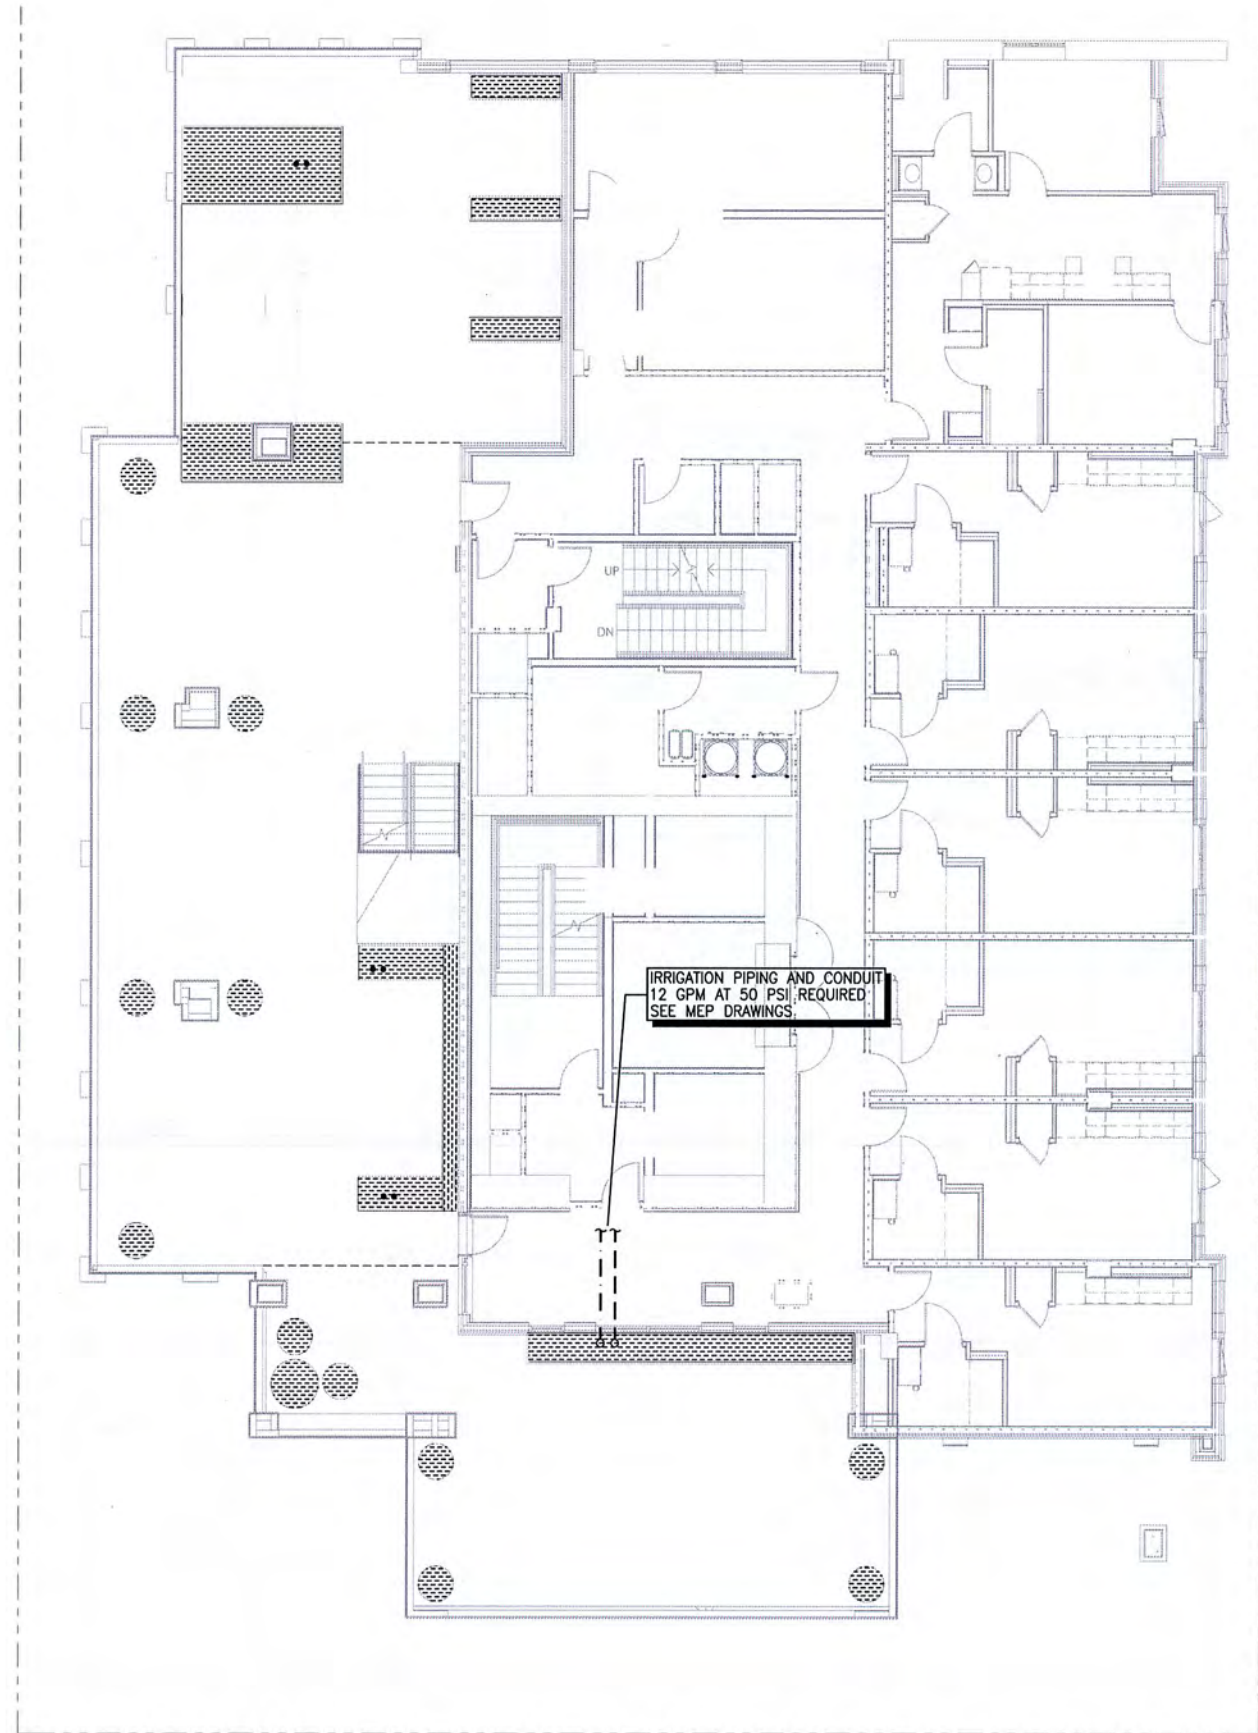 UP
DN
IRRIGATION PIPING AND CONDUIT
12 GPM AT 50 PSI REQUIRED
SEE MEP DRAWINGS